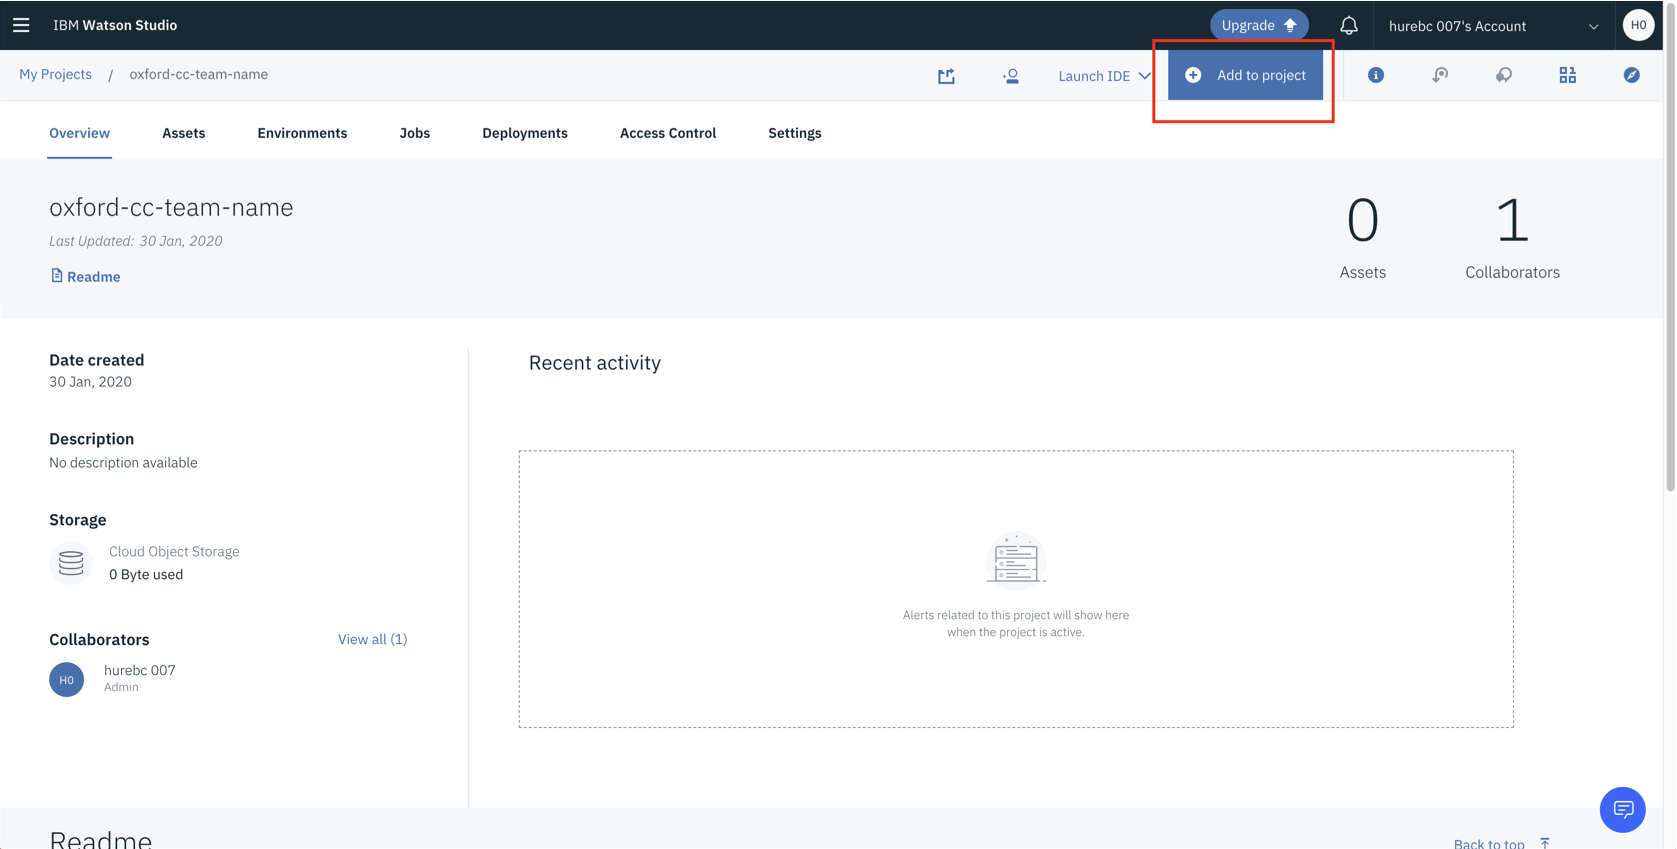 IBM Watson Studio
Upgrade
hurebc 007's Account
H0
My Projects / oxford-cc-team-name
Launch IDE
Add to project
Overview
Assets
Environments
Jobs
Deployments
Access Control
Settings
oxford-cc-team-name
Last Updated: 30 Jan, 2020
Readme
0
Assets
1
Collaborators
Date created
30 Jan, 2020
Description
No description available
Storage
Cloud Object Storage
0 Byte used
Collaborators
View all (1)
H0
hurebc 007
Admin
Recent activity
Alerts related to this project will show here
when the project is active.
Readme
Back to top